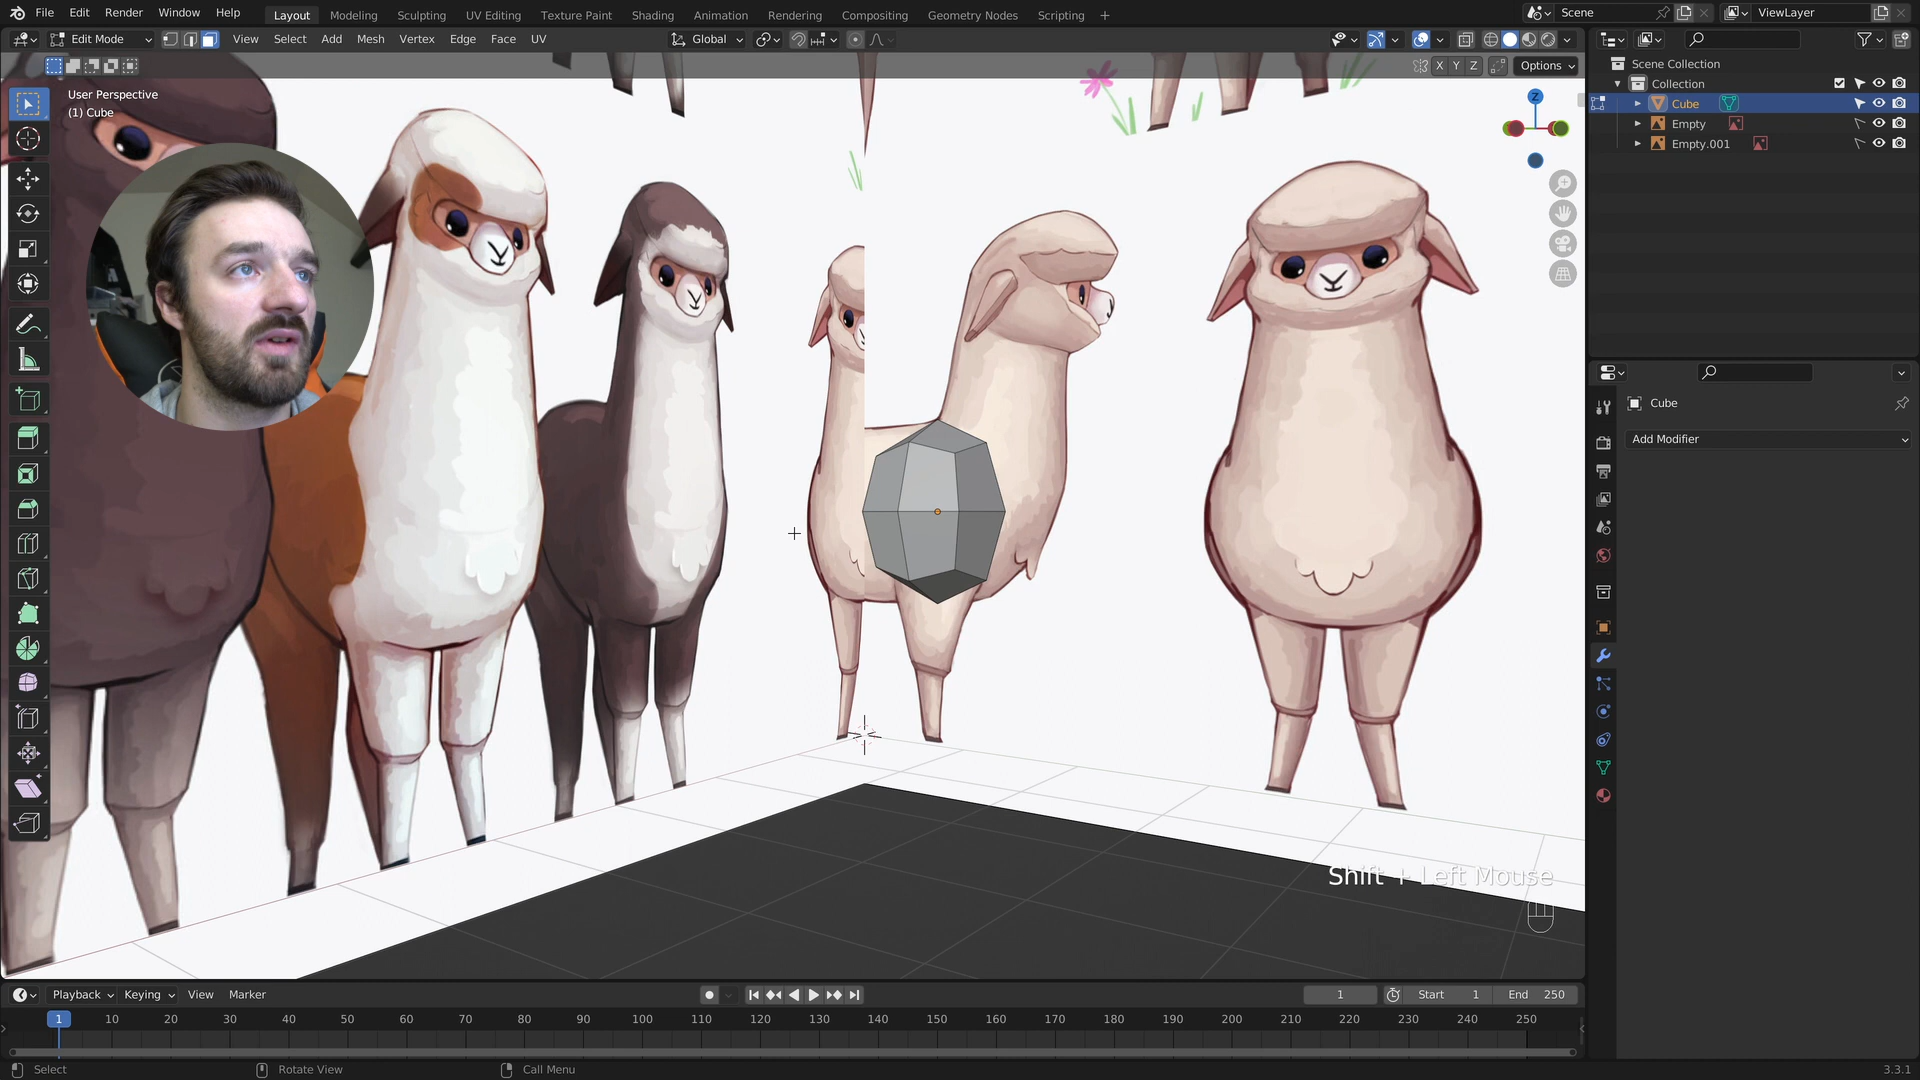 File Edit Render Window Help Layout Modeling Sculpting UV Editing Texture Paint Shading Animation Rendering Compositing Geometry Nodes Scripting + Scene ViewLayer
Edit Mode View Select Add Mesh Vertex Edge Face UV Global
X Y Z Options
User Perspective
(1) Cube
Z
Scene Collection
Collection
Cube
Empty
Empty.001
Cube
Add Modifier
Shift + Left Mouse
Playback Keying View Marker 1 Start 1 End 250
1 10 20 30 40 50 60 70 80 90 100 110 120 130 140 150 160 170 180 190 200 210 220 230 240 250
Select Rotate View Call Menu 3.3.1